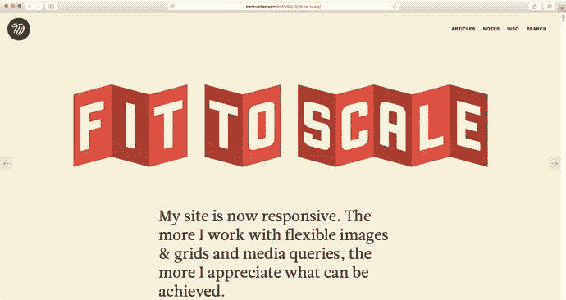 ARTICLES NOTES INFO SEARCH
FIT TO SCALE
My site is now responsive. The
more I work with flexible images
& grids and media queries, the
more I appreciate what can be
achieved.